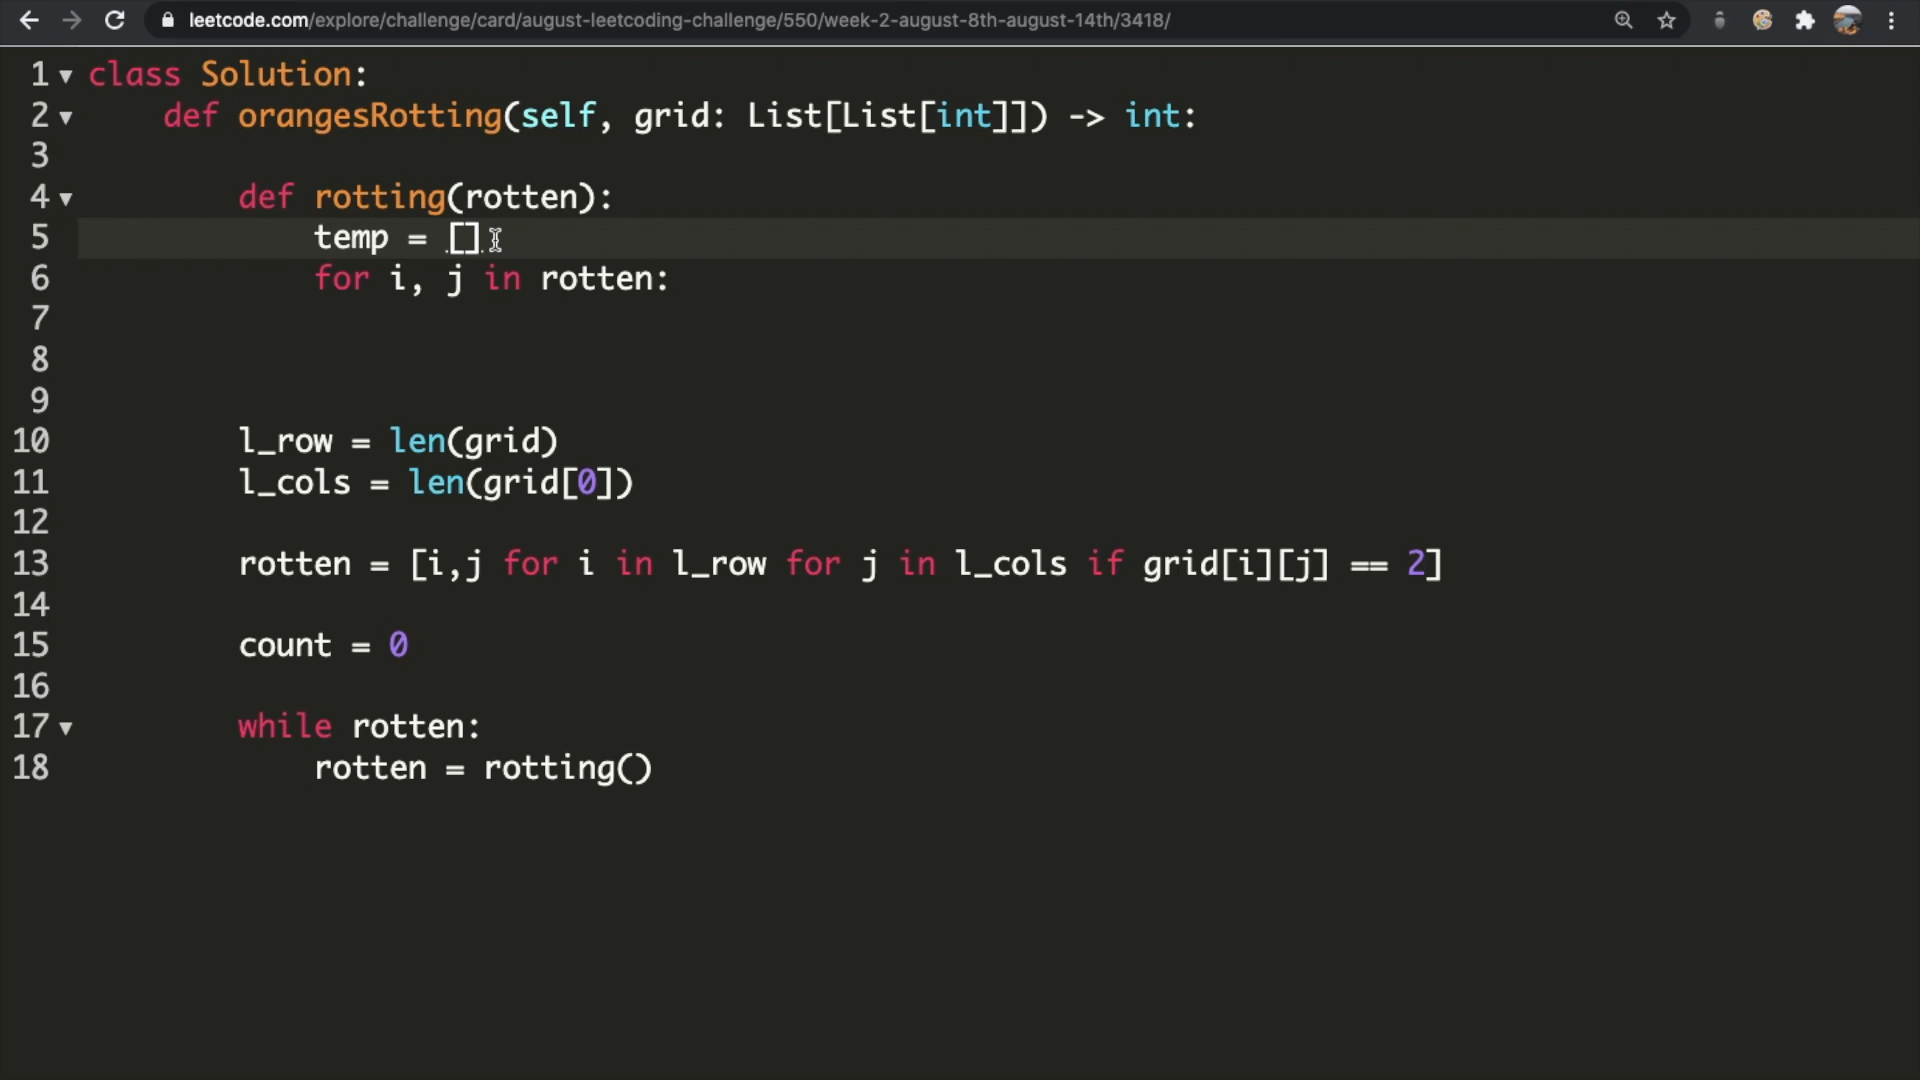 leetcode.com/explore/challenge/card/august-leetcoding-challenge/550/week-2-august-8th-august-14th/3418/
1 class Solution:
2 def orangesRotting(self, grid: List[List[int]]) -> int:
3
4 def rotting(rotten):
5 temp = []
6 for i, j in rotten:
7
8
9
10 l_row = len(grid)
11 l_cols = len(grid[0])
12
13 rotten = [i,j for i in l_row for j in l_cols if grid[i][j] == 2]
14
15 count = 0
16
17 while rotten:
18 rotten = rotting()